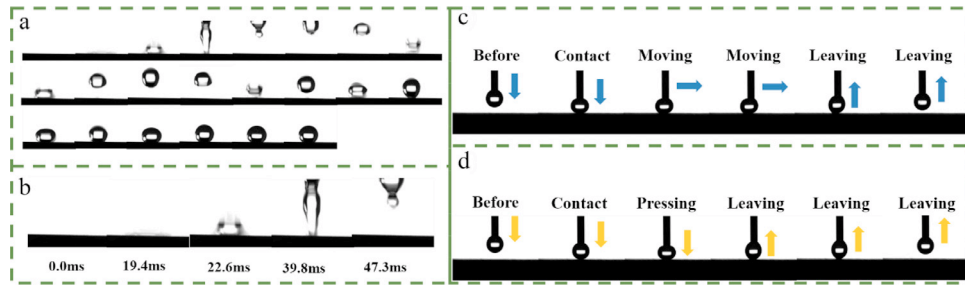 a
b
0.0ms 19.4ms 22.6ms 39.8ms 47.3ms
c
Before Contact Moving Moving Leaving Leaving
d
Before Contact Pressing Leaving Leaving Leaving